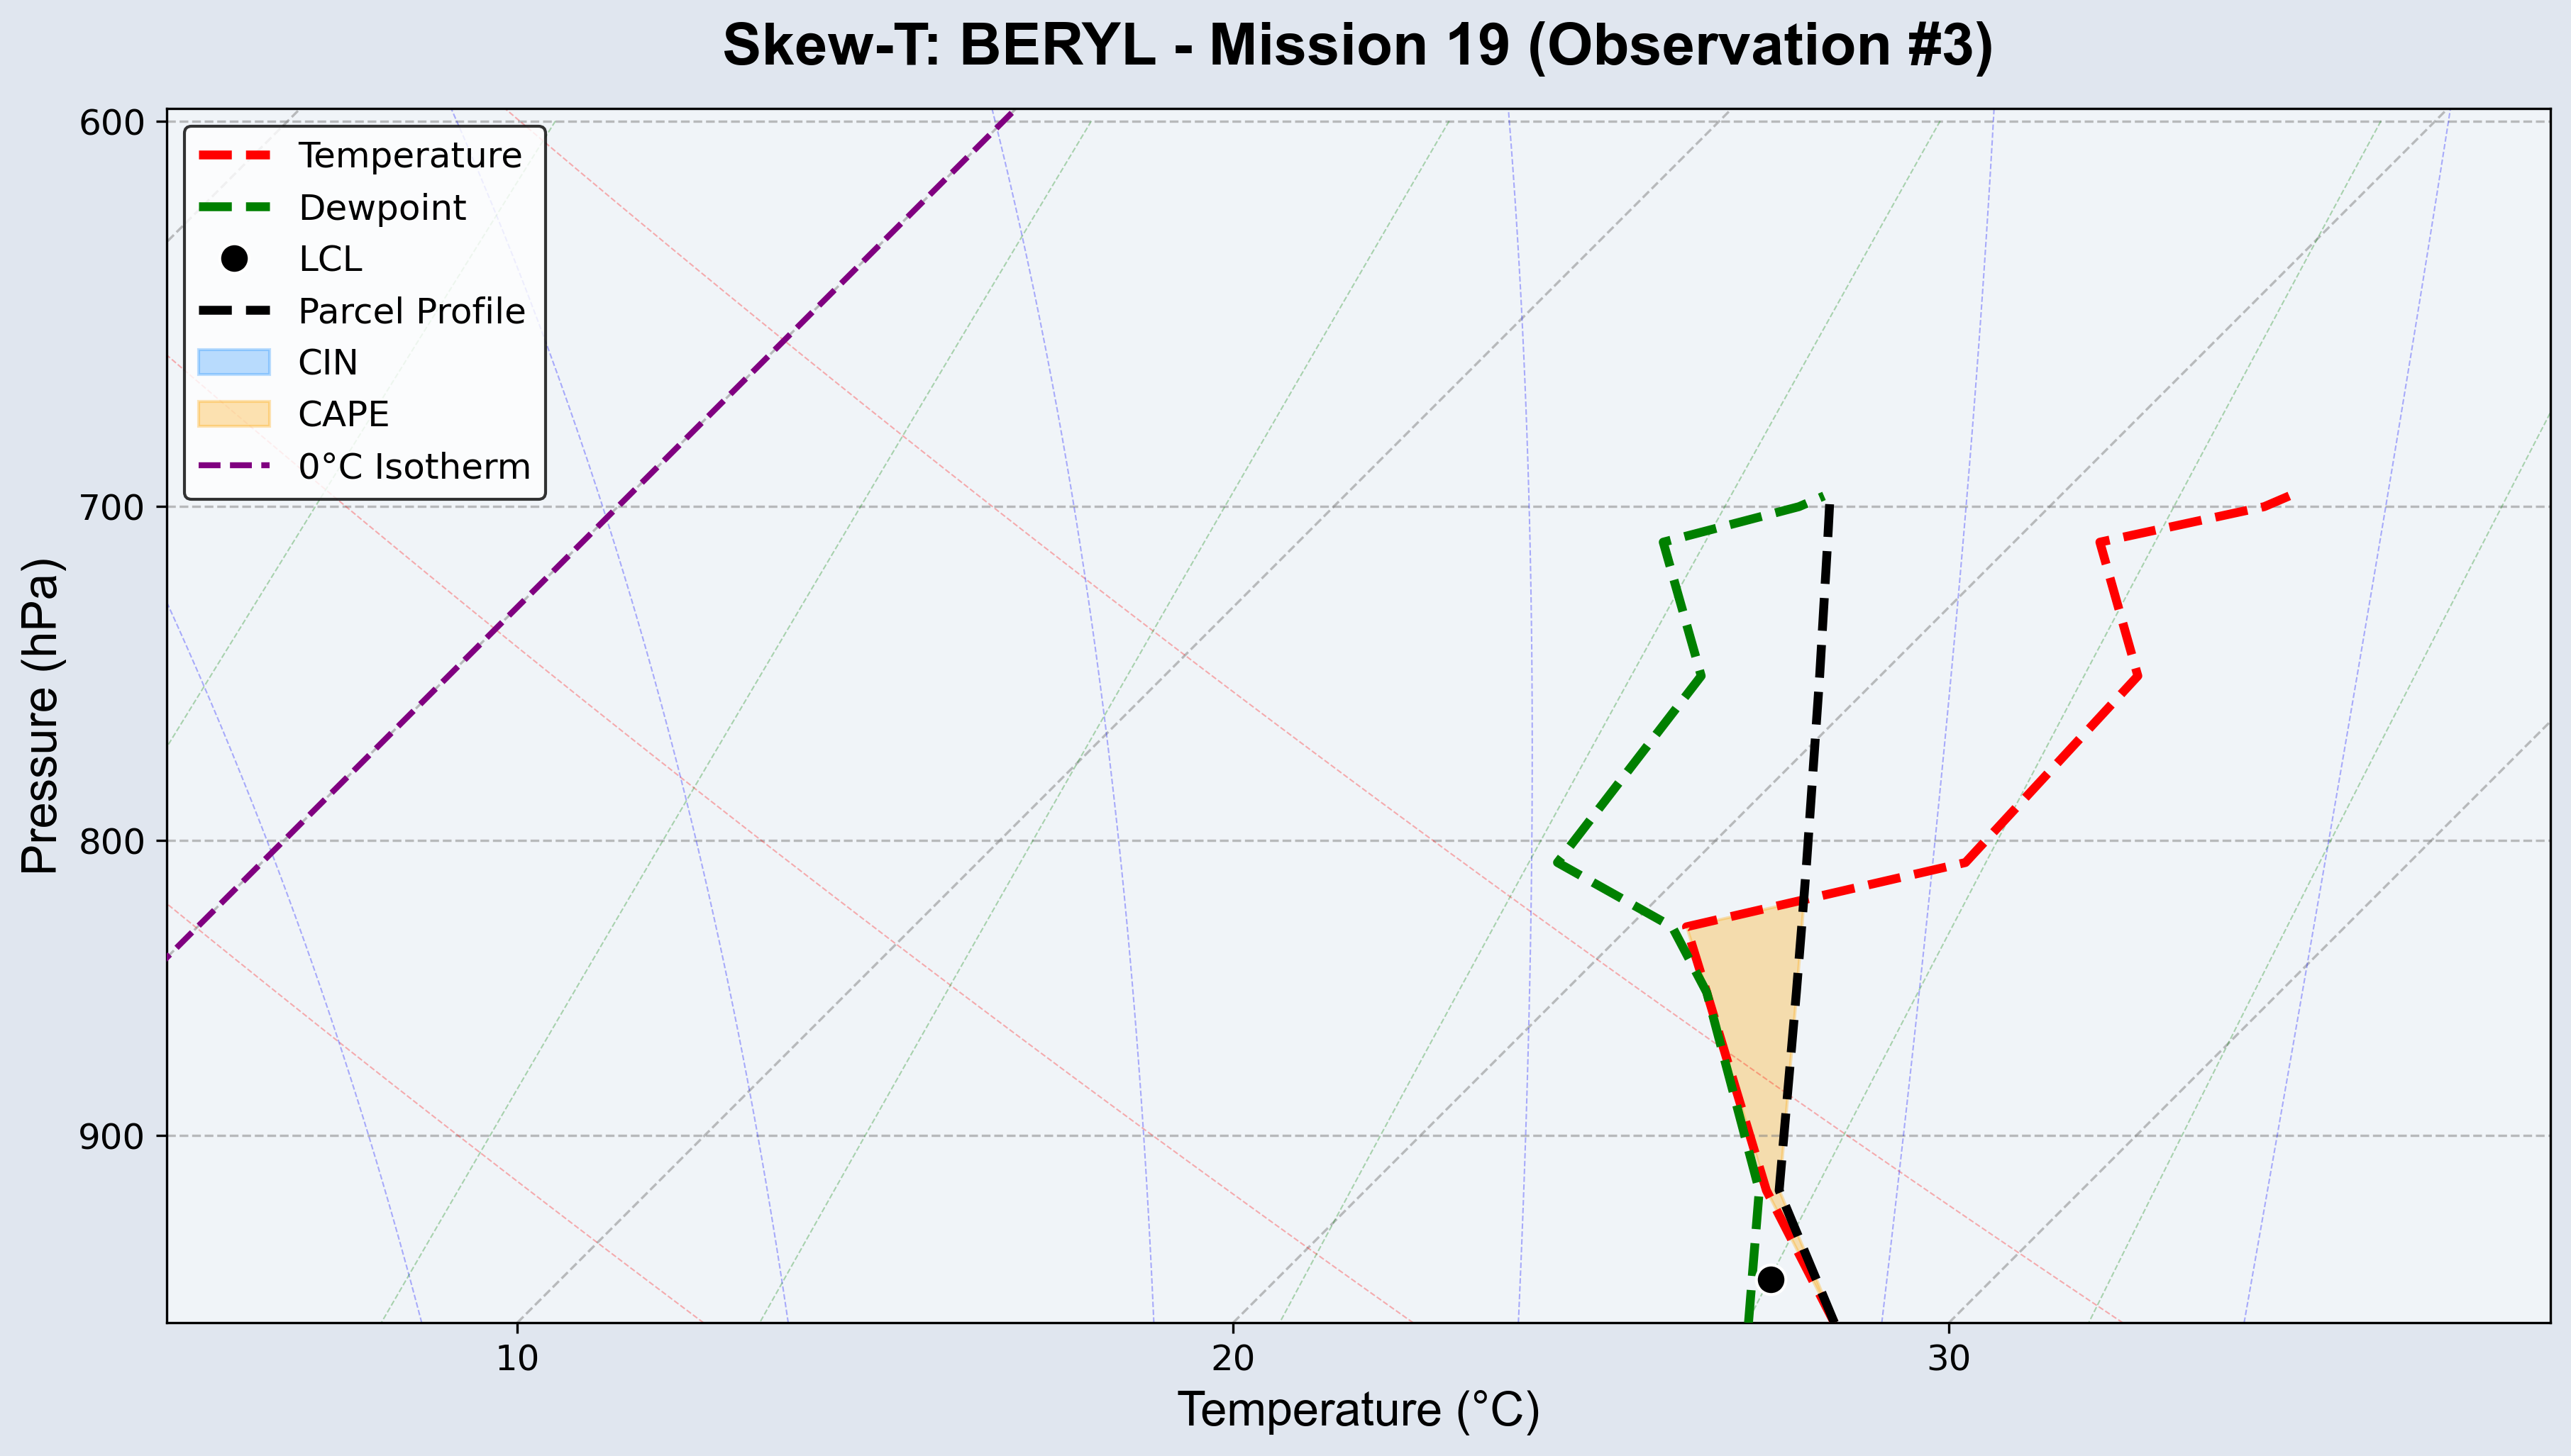 Skew-T: BERYL - Mission 19 (Observation #3)
600
700
800
900
Pressure (hPa)
Temperature
Dewpoint
LCL
Parcel Profile
CIN
CAPE
0°C Isotherm
10
20
30
Temperature (°C)